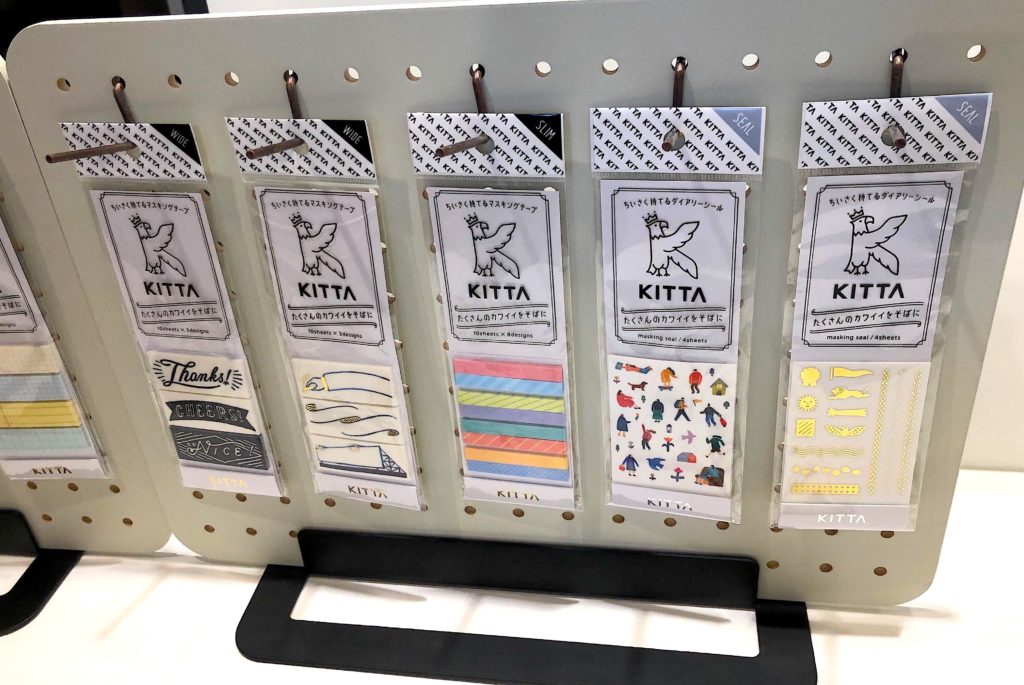 WIDE
ちいさく持てるマスキングテープ
KITTA
たくさんのカワイイをそばに
10sheets × 3designs
Thanks!
CHEERS!
NICE
KITTA
WIDE
ちいさく持てるマスキングテープ
KITTA
たくさんのカワイイをそばに
10sheets × 3designs
KITTA
SLIM
KITTA KITTA KITTA
ちいさく持てるマスキングテープ
KITTA
たくさんのカワイイをそばに
10sheets × 8designs
KITTA
SEAL
KITTA KITTA KITTA
ちいさく持てるダイアリーシール
KITTA
たくさんのカワイイをそばに
masking seal / 4sheets
KITTA
SEAL
KITTA KITTA KITTA
ちいさく持てるダイアリーシール
KITTA
たくさんのカワイイをそばに
masking seal / 4sheets
KITTA
KITTA